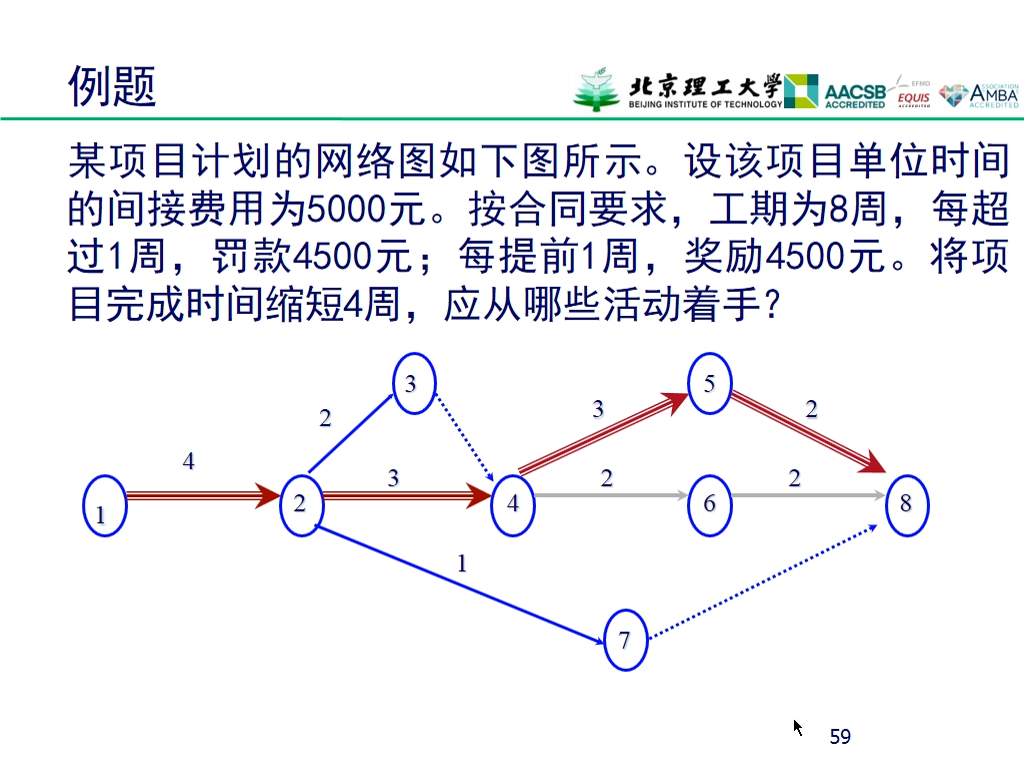 例题
北京理工大学
BEIJING INSTITUTE OF TECHNOLOGY
AACSB
ACCREDITED
EFMD
EQUIS
ACCREDITED
ASSOCIATION
AMBA
ACCREDITED
某项目计划的网络图如下图所示。设该项目单位时间
的间接费用为5000元。按合同要求，工期为8周，每超
过1周，罚款4500元；每提前1周，奖励4500元。将项
目完成时间缩短4周，应从哪些活动着手？
3
5
2
3
2
4
3
2
2
1
2
4
6
8
1
7
59